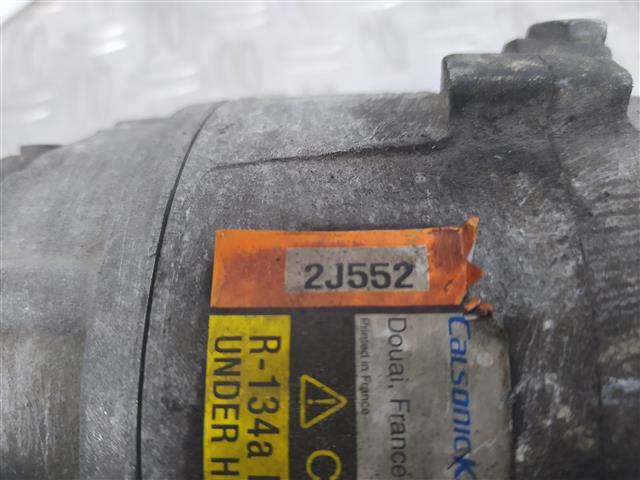 2J552
CalsonicK
Douai, France
Printed in France
R-134a
UNDER H